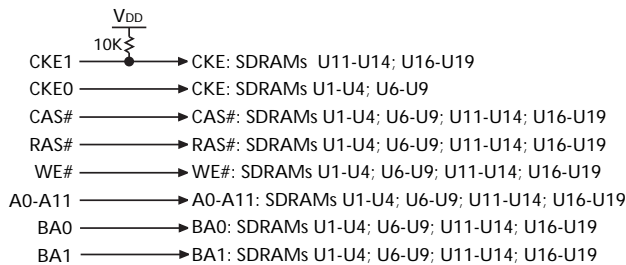 VDD
10K
CKE1 CKE: SDRAMs U11-U14; U16-U19
CKE0 CKE: SDRAMs U1-U4; U6-U9
CAS# CAS#: SDRAMs U1-U4; U6-U9; U11-U14; U16-U19
RAS# RAS#: SDRAMs U1-U4; U6-U9; U11-U14; U16-U19
WE# WE#: SDRAMs U1-U4; U6-U9; U11-U14; U16-U19
A0-A11 A0-A11: SDRAMs U1-U4; U6-U9; U11-U14; U16-U19
BA0 BA0: SDRAMs U1-U4; U6-U9; U11-U14; U16-U19
BA1 BA1: SDRAMs U1-U4; U6-U9; U11-U14; U16-U19